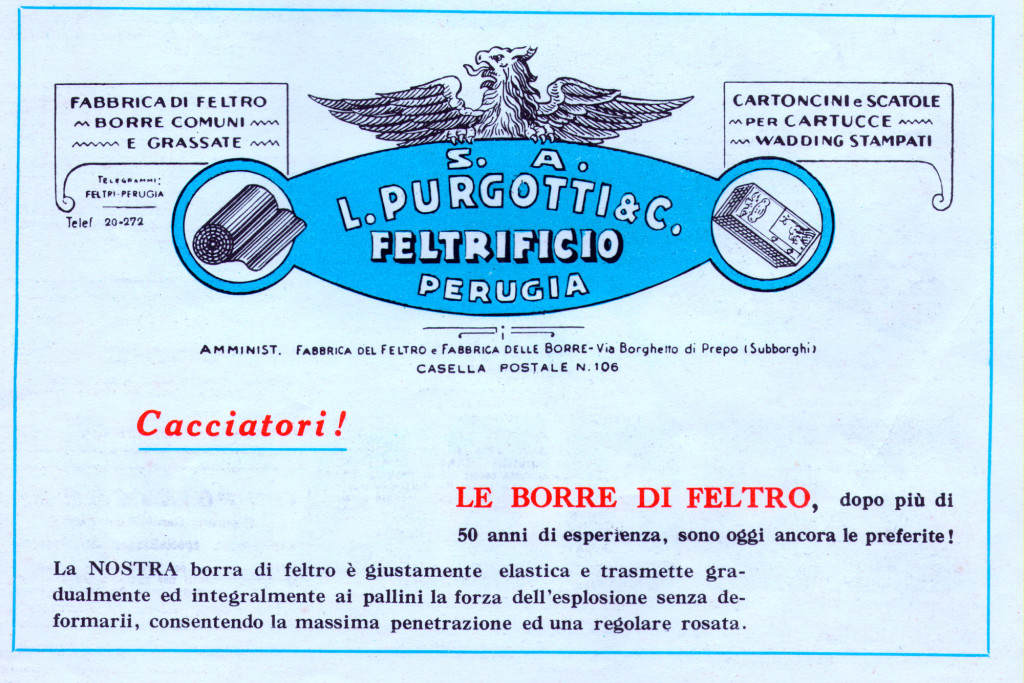 FABBRICA DI FELTRO
BORRE COMUNI
E GRASSATE
TELEGRAMMI:
FELTRI-PERUGIA
Telef 20-272
CARTONCINI e SCATOLE
PER CARTUCCE
WADDING STAMPATI
S. A.
L. PURGOTTI & C.
FELTRIFICIO
PERUGIA
AMMINIST. FABBRICA DEL FELTRO e FABBRICA DELLE BORRE - Via Borghetto di Prepo (Subborghi)
CASELLA POSTALE N. 106
Cacciatori!
LE BORRE DI FELTRO, dopo più di
50 anni di esperienza, sono oggi ancora le preferite!
La NOSTRA borra di feltro è giustamente elastica e trasmette gra-
dualmente ed integralmente ai pallini la forza dell'esplosione senza de-
formarii, consentendo la massima penetrazione ed una regolare rosata.